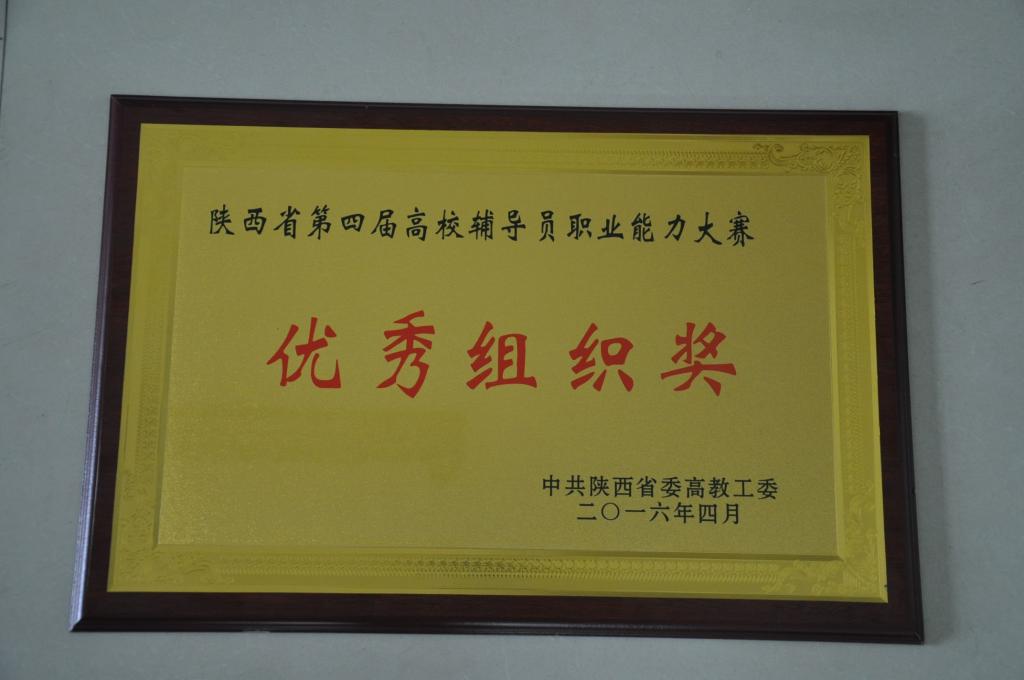 陕西省第四届高校辅导员职业能力大赛
优秀组织奖
中共陕西省委高教工委
二〇一六年四月